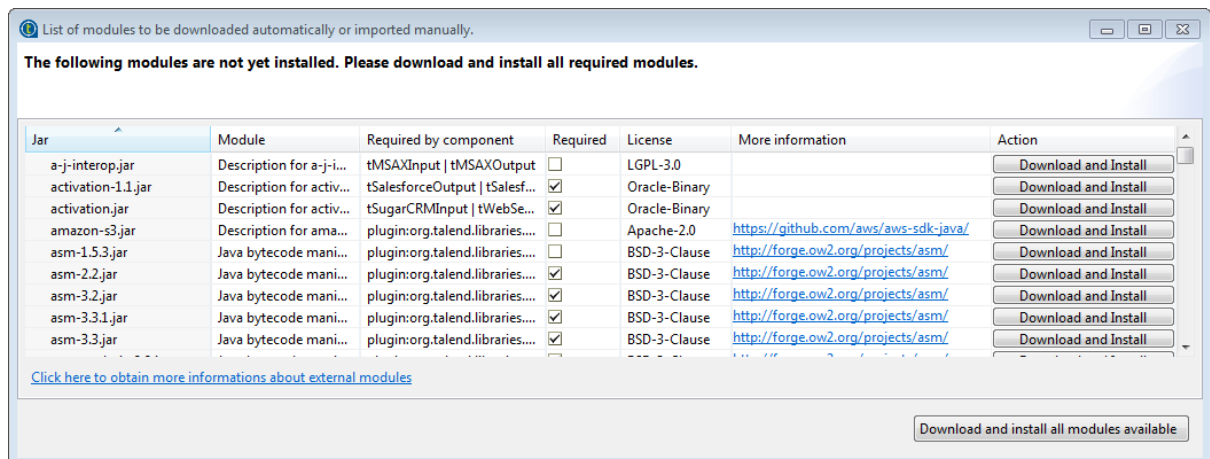 List of modules to be downloaded automatically or imported manually.
The following modules are not yet installed. Please download and install all required modules.
Jar Module Required by component Required License More information Action
a-j-interop.jar Description for a-j-i... tMSAXInput | tMSAXOutput LGPL-3.0 Download and Install
activation-1.1.jar Description for activ... tSalesforceOutput | tSalesf... Oracle-Binary Download and Install
activation.jar Description for activ... tSugarCRMInput | tWebSe... Oracle-Binary Download and Install
amazon-s3.jar Description for ama... plugin:org.talend.libraries.... Apache-2.0 https://github.com/aws/aws-sdk-java/ Download and Install
asm-1.5.3.jar Java bytecode mani... plugin:org.talend.libraries.... BSD-3-Clause http://forge.ow2.org/projects/asm/ Download and Install
asm-2.2.jar Java bytecode mani... plugin:org.talend.libraries.... BSD-3-Clause http://forge.ow2.org/projects/asm/ Download and Install
asm-3.2.jar Java bytecode mani... plugin:org.talend.libraries.... BSD-3-Clause http://forge.ow2.org/projects/asm/ Download and Install
asm-3.3.1.jar Java bytecode mani... plugin:org.talend.libraries.... BSD-3-Clause http://forge.ow2.org/projects/asm/ Download and Install
asm-3.3.jar Java bytecode mani... plugin:org.talend.libraries.... BSD-3-Clause http://forge.ow2.org/projects/asm/ Download and Install
Click here to obtain more informations about external modules
Download and install all modules available